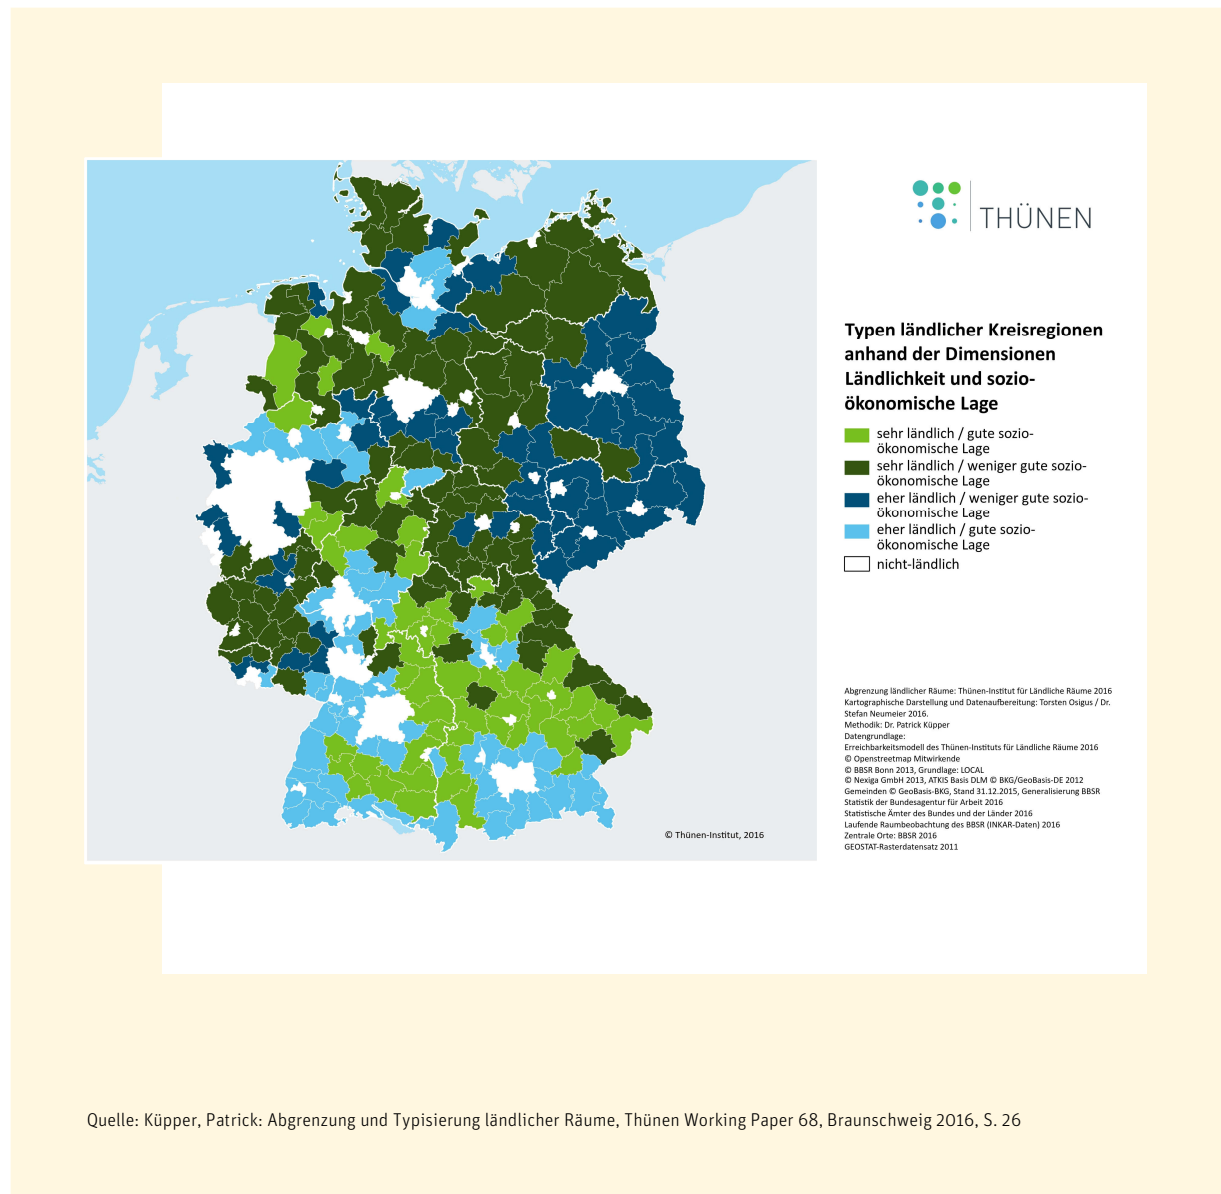 THÜNEN
Typen ländlicher Kreisregionen
anhand der Dimensionen
Ländlichkeit und sozio-
ökonomische Lage
sehr ländlich / gute sozio-
ökonomische Lage
sehr ländlich / weniger gute sozio-
ökonomische Lage
eher ländlich / weniger gute sozio-
ökonomische Lage
eher ländlich / gute sozio-
ökonomische Lage
nicht-ländlich
Abgrenzung ländlicher Räume: Thünen-Institut für Ländliche Räume 2016
Kartographische Darstellung und Datenaufbereitung: Torsten Osigus / Dr.
Stefan Neumeier 2016.
Methodik: Dr. Patrick Küpper
Datengrundlage:
Erreichbarkeitsmodell des Thünen-Instituts für Ländliche Räume 2016
© Openstreetmap Mitwirkende
© BBSR Bonn 2013, Grundlage: LOCAL
© Nexiga GmbH 2013, ATKIS Basis DLM © BKG/GeoBasis-DE 2012
Gemeinden © GeoBasis-BKG, Stand 31.12.2015, Generalisierung BBSR
Statistik der Bundesagentur für Arbeit 2016
Statistische Ämter des Bundes und der Länder 2016
Laufende Raumbeobachtung des BBSR (INKAR-Daten) 2016
Zentrale Orte: BBSR 2016
GEOSTAT-Rasterdatensatz 2011
© Thünen-Institut, 2016
Quelle: Küpper, Patrick: Abgrenzung und Typisierung ländlicher Räume, Thünen Working Paper 68, Braunschweig 2016, S. 26